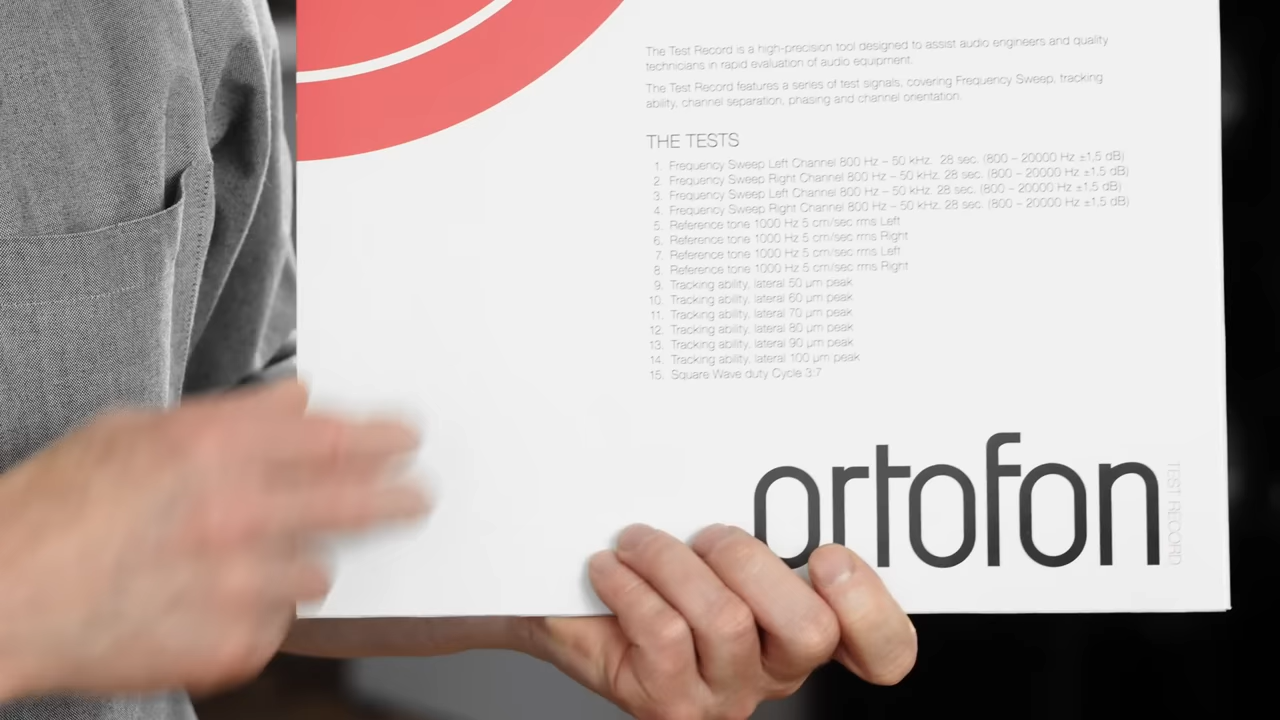 The Test Record is a high-precision tool designed to assist audio engineers and quality
technicians in rapid evaluation of audio equipment.
The Test Record features a series of test signals, covering Frequency Sweep, tracking
ability, channel separation, phasing and channel orientation.
THE TESTS
1. Frequency Sweep Left Channel 800 Hz – 50 kHz. 28 sec. (800 – 20000 Hz ±1,5 dB)
2. Frequency Sweep Right Channel 800 Hz – 50 kHz. 28 sec. (800 – 20000 Hz ±1,5 dB)
3. Frequency Sweep Left Channel 800 Hz – 50 kHz. 28 sec. (800 – 20000 Hz ±1,5 dB)
4. Frequency Sweep Right Channel 800 Hz – 50 kHz. 28 sec. (800 – 20000 Hz ±1,5 dB)
5. Reference tone 1000 Hz 5 cm/sec rms Left
6. Reference tone 1000 Hz 5 cm/sec rms Right
7. Reference tone 1000 Hz 5 cm/sec rms Left
8. Reference tone 1000 Hz 5 cm/sec rms Right
9. Tracking ability, lateral 50 µm peak
10. Tracking ability, lateral 60 µm peak
11. Tracking ability, lateral 70 µm peak
12. Tracking ability, lateral 80 µm peak
13. Tracking ability, lateral 90 µm peak
14. Tracking ability, lateral 100 µm peak
15. Square Wave duty Cycle 3:7
ortofon
TEST RECORD